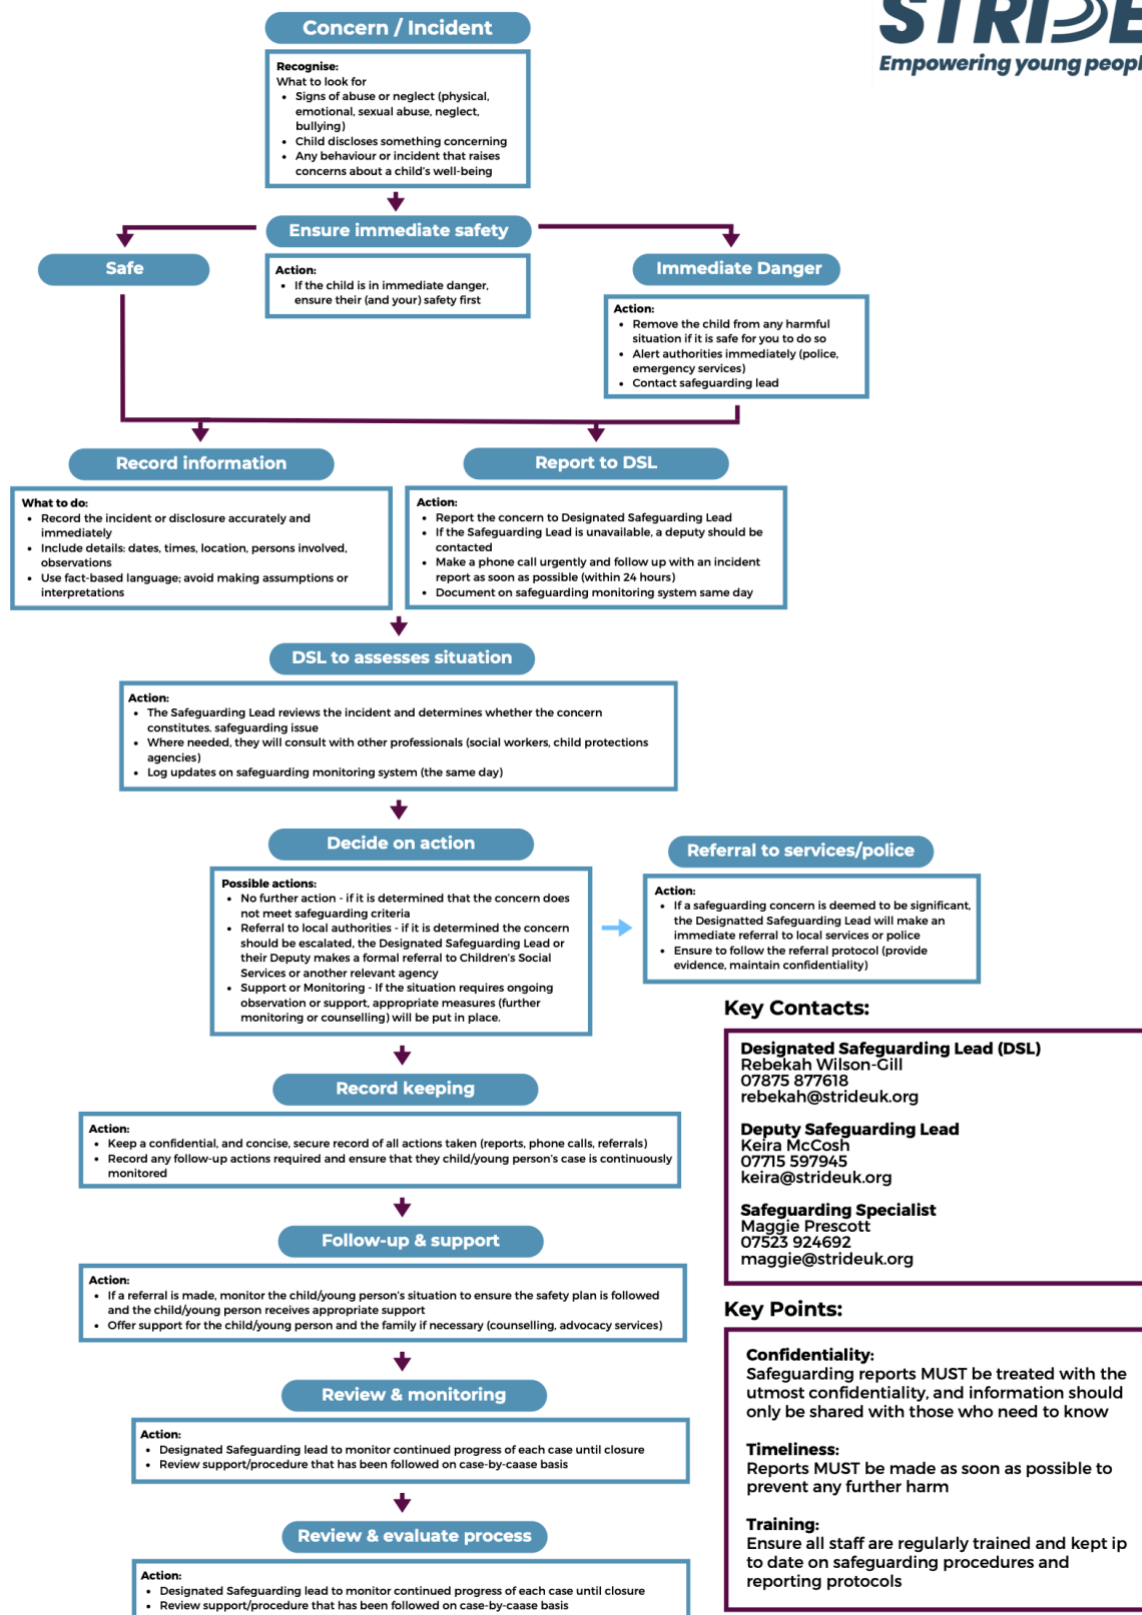 STRIDE
Empowering young people
Concern / Incident
Recognise:
What to look for
• Signs of abuse or neglect (physical,
emotional, sexual abuse, neglect,
bullying)
• Child discloses something concerning
• Any behaviour or incident that raises
concerns about a child's well-being
Ensure immediate safety
Action:
• If the child is in immediate danger,
ensure their (and your) safety first
Safe
Immediate Danger
Action:
• Remove the child from any harmful
situation if it is safe for you to do so
• Alert authorities immediately (police,
emergency services)
• Contact safeguarding lead
Record information
What to do:
• Record the incident or disclosure accurately and
immediately
• Include details: dates, times, location, persons involved,
observations
• Use fact-based language; avoid making assumptions or
interpretations
Report to DSL
Action:
• Report the concern to Designated Safeguarding Lead
• If the Safeguarding Lead is unavailable, a deputy should be
contacted
• Make a phone call urgently and follow up with an incident
report as soon as possible (within 24 hours)
• Document on safeguarding monitoring system same day
DSL to assesses situation
Action:
• The Safeguarding Lead reviews the incident and determines whether the concern
constitutes. safeguarding issue
• Where needed, they will consult with other professionals (social workers, child protections
agencies)
• Log updates on safeguarding monitoring system (the same day)
Decide on action
Possible actions:
• No further action - if it is determined that the concern does
not meet safeguarding criteria
• Referral to local authorities - if it is determined the concern
should be escalated, the Designated Safeguarding Lead or
their Deputy makes a formal referral to Children's Social
Services or another relevant agency
• Support or Monitoring - If the situation requires ongoing
observation or support, appropriate measures (further
monitoring or counselling) will be put in place.
Referral to services/police
Action:
• If a safeguarding concern is deemed to be significant,
the Designatted Safeguarding Lead will make an
immediate referral to local services or police
• Ensure to follow the referral protocol (provide
evidence, maintain confidentiality)
Record keeping
Action:
• Keep a confidential, and concise, secure record of all actions taken (reports, phone calls, referrals)
• Record any follow-up actions required and ensure that they child/young person's case is continuously
monitored
Follow-up & support
Action:
• If a referral is made, monitor the child/young person's situation to ensure the safety plan is followed
and the child/young person receives appropriate support
• Offer support for the child/young person and the family if necessary (counselling, advocacy services)
Review & monitoring
Action:
• Designated Safeguarding lead to monitor continued progress of each case until closure
• Review support/procedure that has been followed on case-by-caase basis
Review & evaluate process
Action:
• Designated Safeguarding lead to monitor continued progress of each case until closure
• Review support/procedure that has been followed on case-by-caase basis
Key Contacts:
Designated Safeguarding Lead (DSL)
Rebekah Wilson-Gill
07875 877618
rebekah@strideuk.org
Deputy Safeguarding Lead
Keira McCosh
07715 597945
keira@strideuk.org
Safeguarding Specialist
Maggie Prescott
07523 924692
maggie@strideuk.org
Key Points:
Confidentiality:
Safeguarding reports MUST be treated with the
utmost confidentiality, and information should
only be shared with those who need to know
Timeliness:
Reports MUST be made as soon as possible to
prevent any further harm
Training:
Ensure all staff are regularly trained and kept ip
to date on safeguarding procedures and
reporting protocols